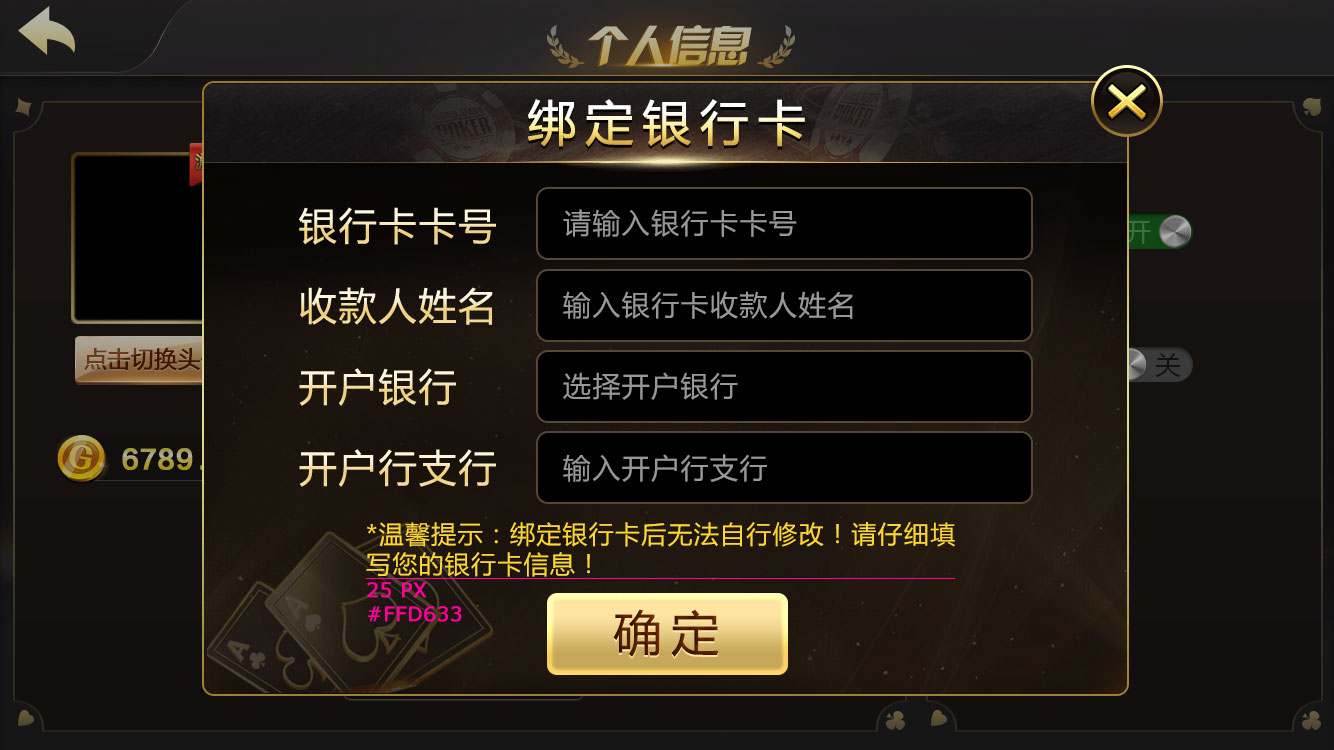 个人信息
绑定银行卡
银行卡卡号
请输入银行卡卡号
收款人姓名
输入银行卡收款人姓名
开户银行
选择开户银行
开户行支行
输入开户行支行
*温馨提示：绑定银行卡后无法自行修改！请仔细填
写您的银行卡信息！
25 PX
#FFD633
确定
点击切换头
G
6789.
开
关
POKER
A
A